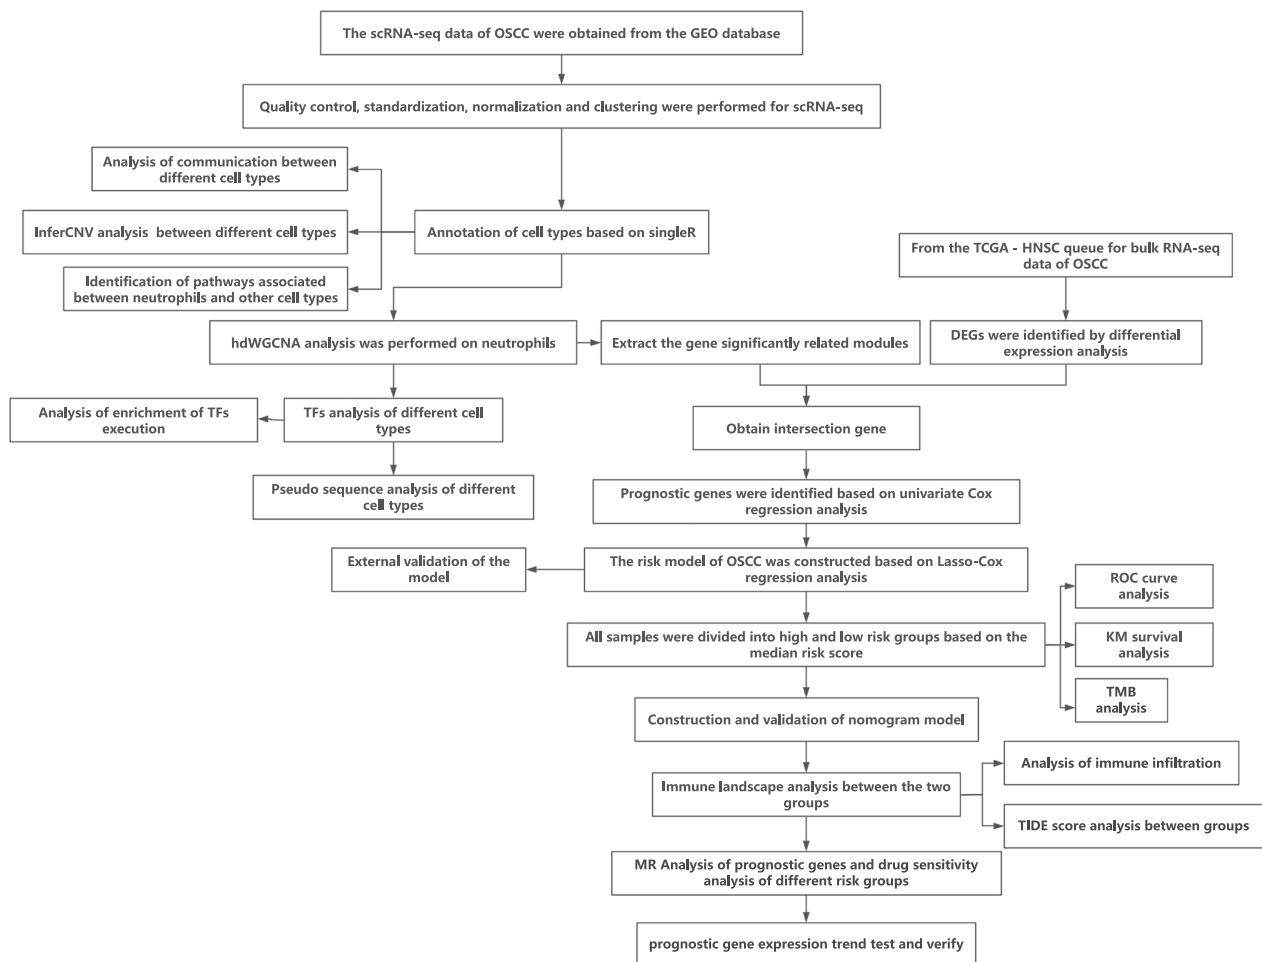 The scRNA-seq data of OSCC were obtained from the GEO database
Quality control, standardization, normalization and clustering were performed for scRNA-seq
Analysis of communication between
different cell types
InferCNV analysis between different cell types
Annotation of cell types based on singleR
Identification of pathways associated
between neutrophils and other cell types
From the TCGA - HNSC queue for bulk RNA-seq
data of OSCC
hdWGCNA analysis was performed on neutrophils
Extract the gene significantly related modules
DEGs were identified by differential
expression analysis
Analysis of enrichment of TFs
execution
TFs analysis of different cell
types
Obtain intersection gene
Pseudo sequence analysis of different
cell types
Prognostic genes were identified based on univariate Cox
regression analysis
External validation of the
model
The risk model of OSCC was constructed based on Lasso-Cox
regression analysis
ROC curve
analysis
All samples were divided into high and low risk groups based on the
median risk score
KM survival
analysis
TMB
analysis
Construction and validation of nomogram model
Immune landscape analysis between the two
groups
Analysis of immune infiltration
TIDE score analysis between groups
MR Analysis of prognostic genes and drug sensitivity
analysis of different risk groups
prognostic gene expression trend test and verify